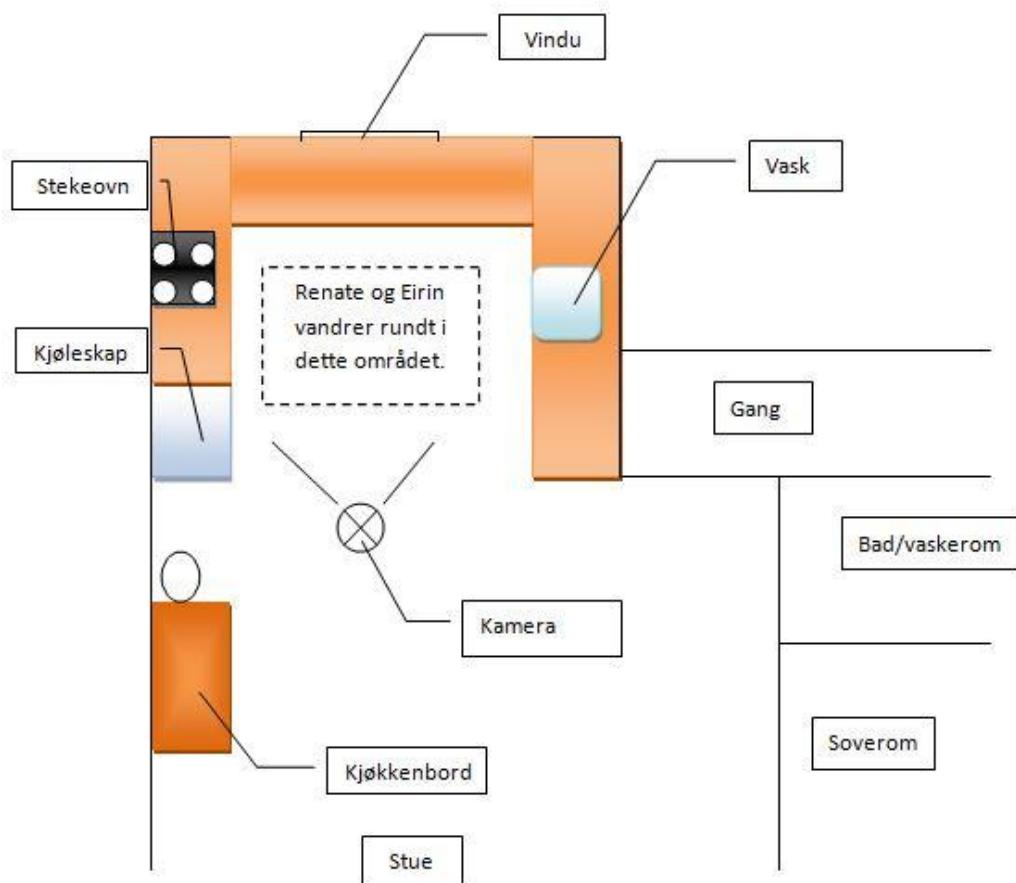 Vindu
Stekeovn
Vask
Renate og Eirin
vandrer rundt i
dette området.
Kjøleskap
Gang
Bad/vaskerom
Kamera
Soverom
Kjøkkenbord
Stue